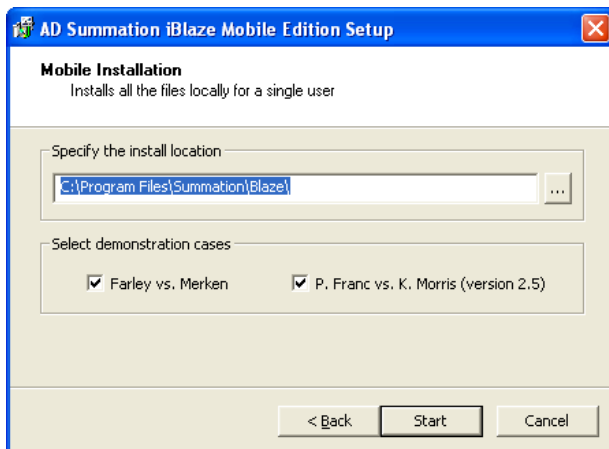 AD Summation iBlaze Mobile Edition Setup
Mobile Installation
Installs all the files locally for a single user
Specify the install location
C:\Program Files\Summation\Blaze\
...
Select demonstration cases
Farley vs. Merken
P. Franc vs. K. Morris (version 2.5)
< Back
Start
Cancel